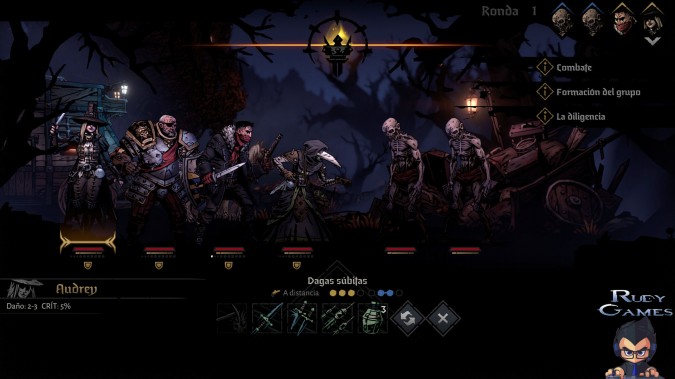 Ronda 1
Combate
Formación del grupo
La diligencia
Dagas súbitas
A distancia
Audrey
Daño: 2-3 CRÍT: 5%
3
RUBY
GAMES